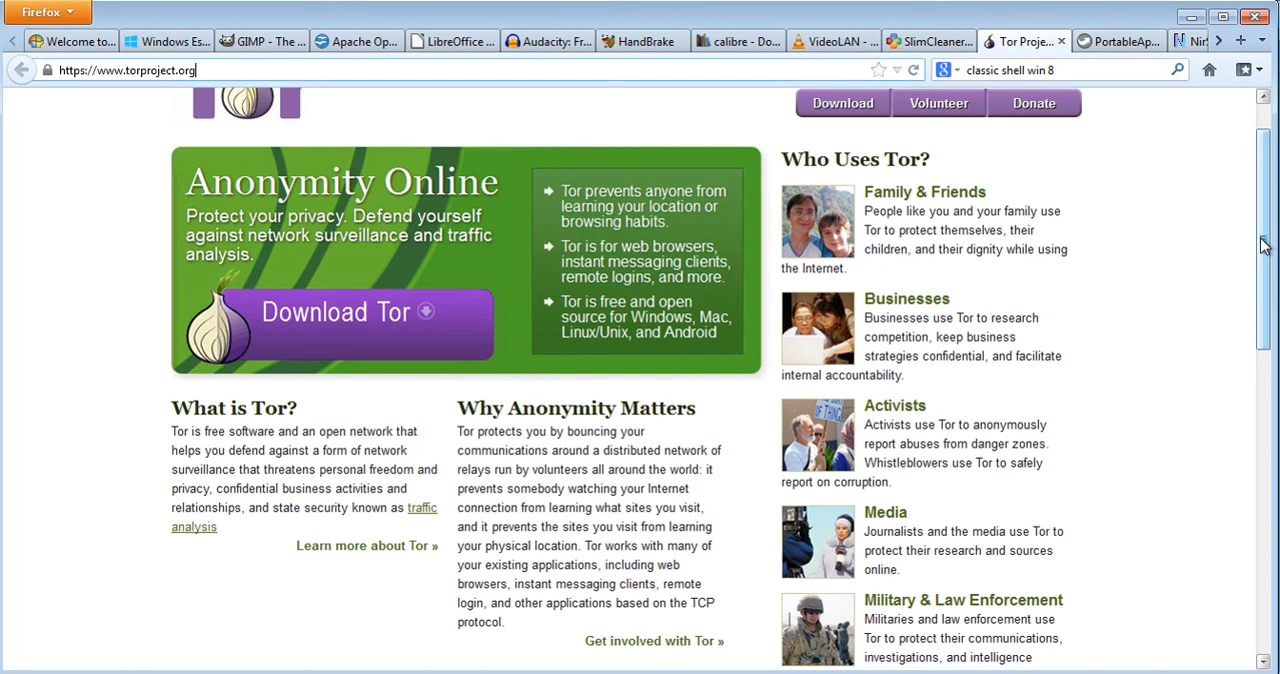 Firefox
Welcome to...
Windows Es...
GIMP - The ...
Apache Op...
LibreOffice ...
Audacity: Fr...
HandBrake
calibre - Do...
VideoLAN - ...
SlimCleaner...
Tor Proje...
PortableAp...
NirS
https://www.torproject.org
classic shell win 8
Download
Volunteer
Donate
Anonymity Online
Protect your privacy. Defend yourself
against network surveillance and traffic
analysis.
Download Tor
Tor prevents anyone from
learning your location or
browsing habits.
Tor is for web browsers,
instant messaging clients,
remote logins, and more.
Tor is free and open
source for Windows, Mac,
Linux/Unix, and Android
What is Tor?
Tor is free software and an open network that
helps you defend against a form of network
surveillance that threatens personal freedom and
privacy, confidential business activities and
relationships, and state security known as traffic
analysis
Learn more about Tor »
Why Anonymity Matters
Tor protects you by bouncing your
communications around a distributed network of
relays run by volunteers all around the world: it
prevents somebody watching your Internet
connection from learning what sites you visit,
and it prevents the sites you visit from learning
your physical location. Tor works with many of
your existing applications, including web
browsers, instant messaging clients, remote
login, and other applications based on the TCP
protocol.
Get involved with Tor »
Who Uses Tor?
Family & Friends
People like you and your family use
Tor to protect themselves, their
children, and their dignity while using
the Internet.
Businesses
Businesses use Tor to research
competition, keep business
strategies confidential, and facilitate
internal accountability.
Activists
Activists use Tor to anonymously
report abuses from danger zones.
Whistleblowers use Tor to safely
report on corruption.
Media
Journalists and the media use Tor to
protect their research and sources
online.
Military & Law Enforcement
Militaries and law enforcement use
Tor to protect their communications,
investigations, and intelligence